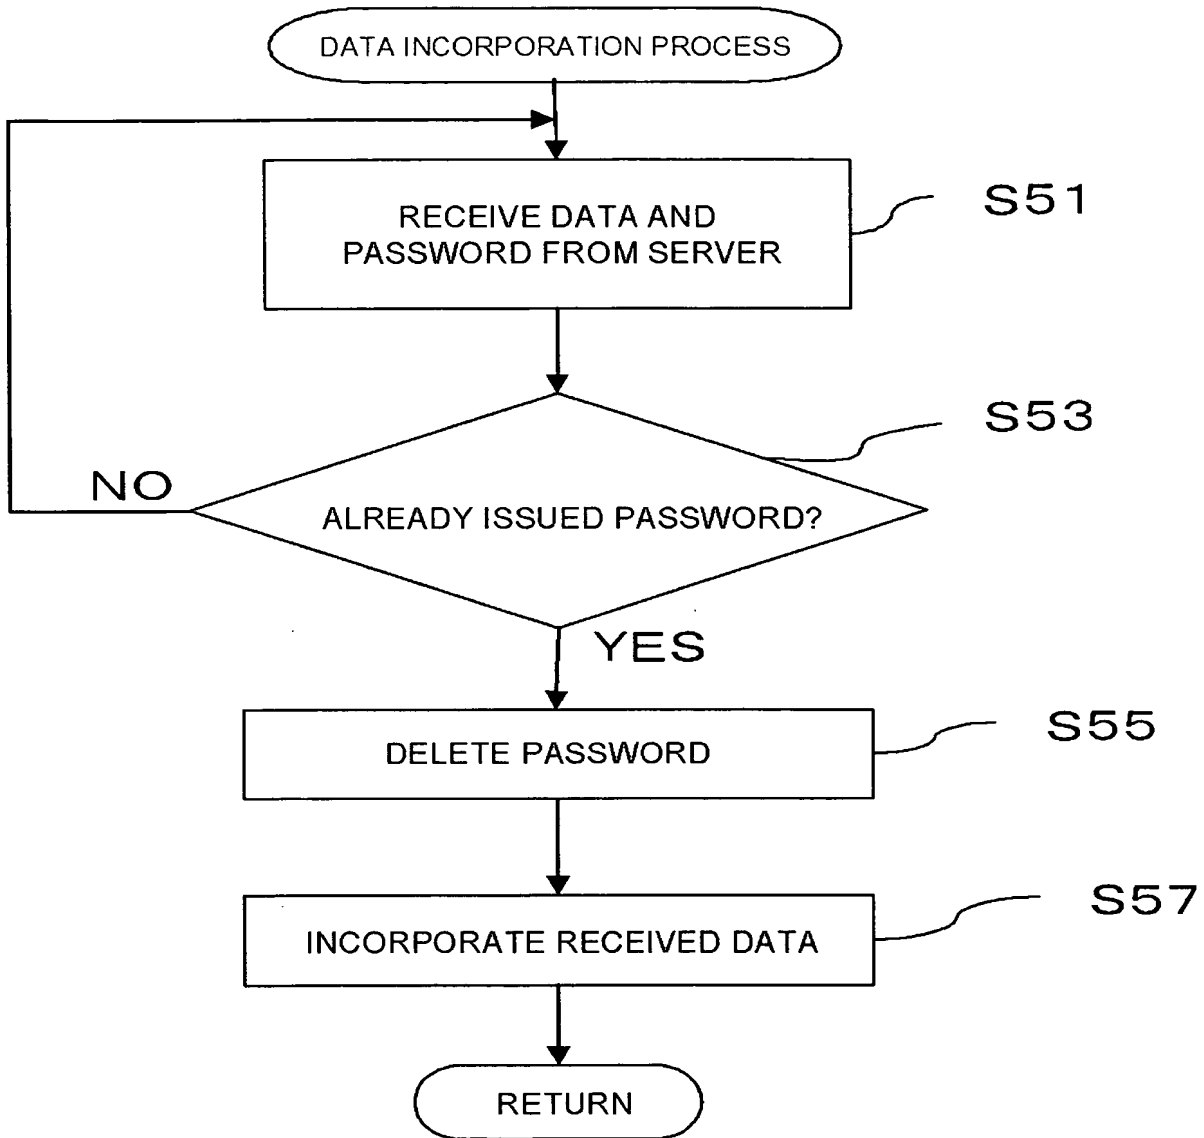 DATA INCORPORATION PROCESS
RECEIVE DATA AND
PASSWORD FROM SERVER
S51
S53
NO
ALREADY ISSUED PASSWORD?
YES
DELETE PASSWORD
S55
INCORPORATE RECEIVED DATA
S57
RETURN